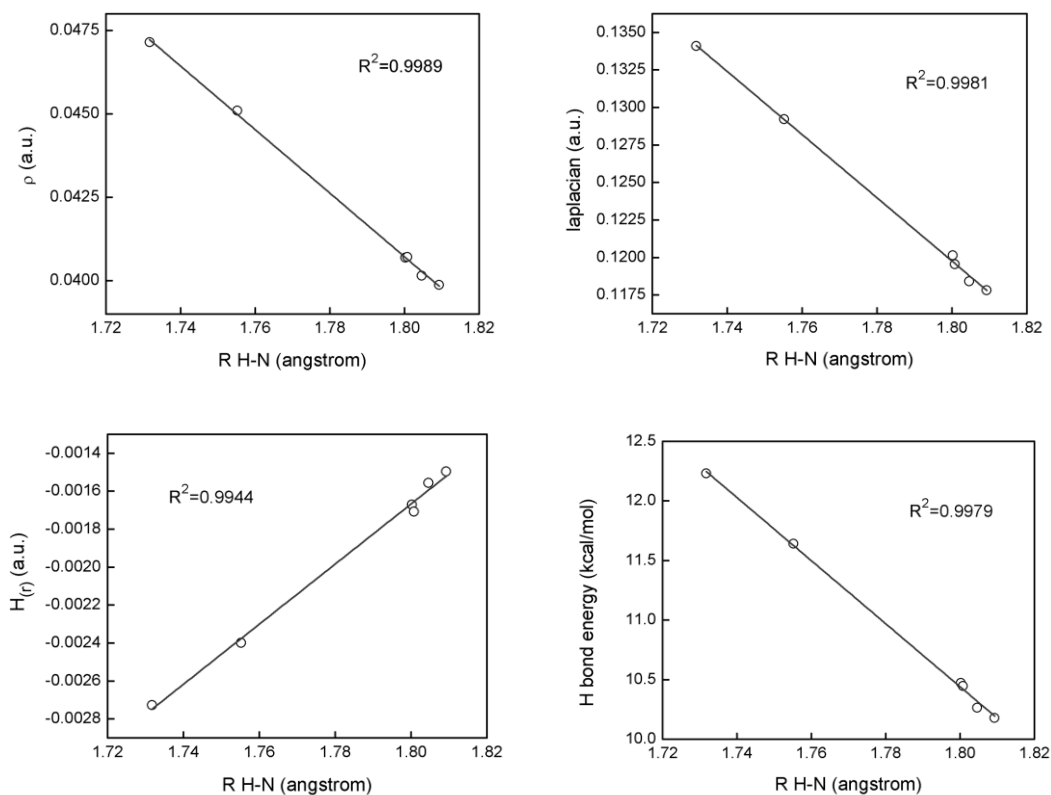 0.0475
0.0450
0.0425
0.0400
ρ (a.u.)
R²=0.9989
1.72 1.74 1.76 1.78 1.80 1.82
R H-N (angstrom)
0.1350
0.1325
0.1300
0.1275
0.1250
0.1225
0.1200
0.1175
laplacian (a.u.)
R²=0.9981
1.72 1.74 1.76 1.78 1.80 1.82
R H-N (angstrom)
-0.0014
-0.0016
-0.0018
-0.0020
-0.0022
-0.0024
-0.0026
-0.0028
H(r) (a.u.)
R²=0.9944
1.72 1.74 1.76 1.78 1.80 1.82
R H-N (angstrom)
12.5
12.0
11.5
11.0
10.5
10.0
H bond energy (kcal/mol)
R²=0.9979
1.72 1.74 1.76 1.78 1.80 1.82
R H-N (angstrom)